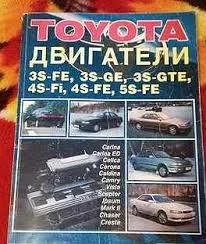 TOYOTA
ДВИГАТЕЛИ
3S-FE, 3S-GE, 3S-GTE,
4S-Fi, 4S-FE, 5S-FE
Carina
Carina ED
Celica
Corona
Caldina
Camry
Vista
Scepter
Ipsum
Mark II
Chaser
Cresta